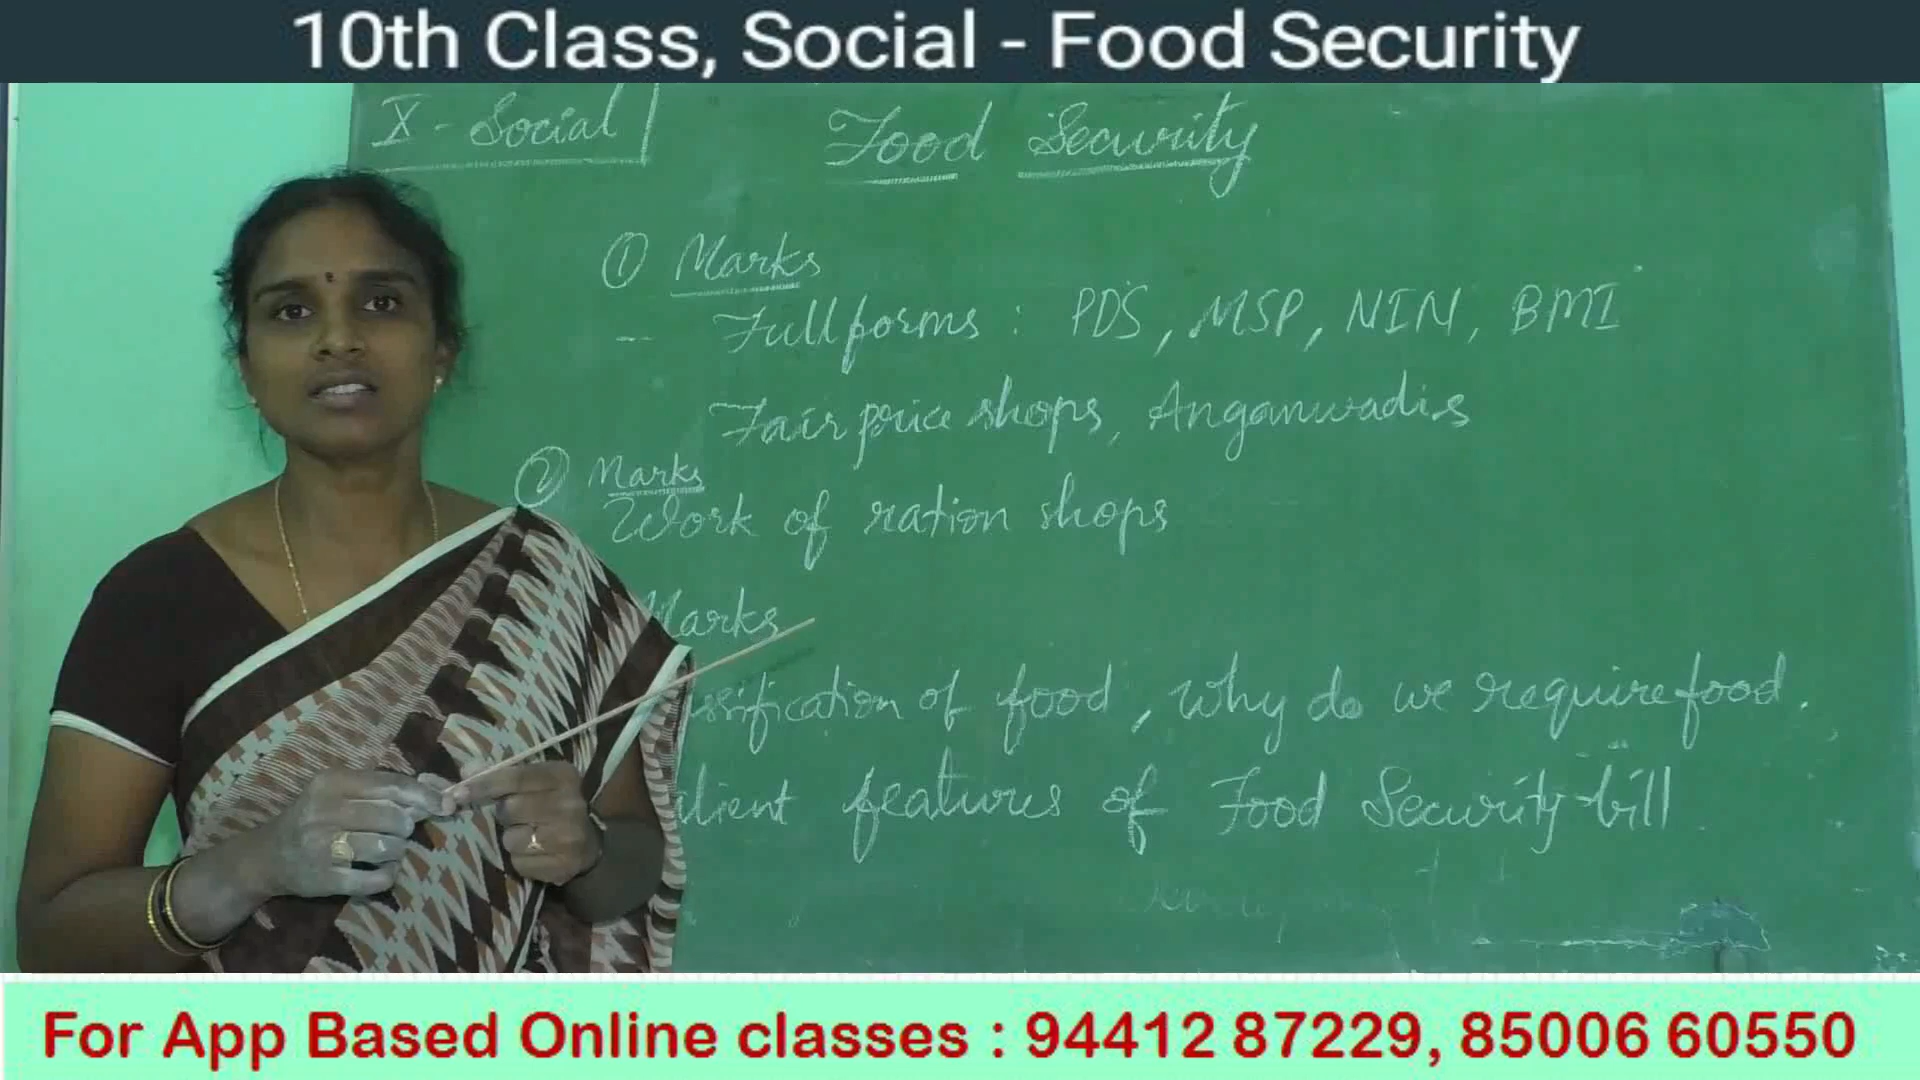 10th Class, Social - Food Security
X - Social
Food Security
① Marks
-- Fullforms : PDS, MSP, NIN, BMI
Fair price shops, Anganwadis
② Marks
Work of ration shops
Marks
of food, why do we require food.
features of Food Security bill
For App Based Online classes : 94412 87229, 85006 60550